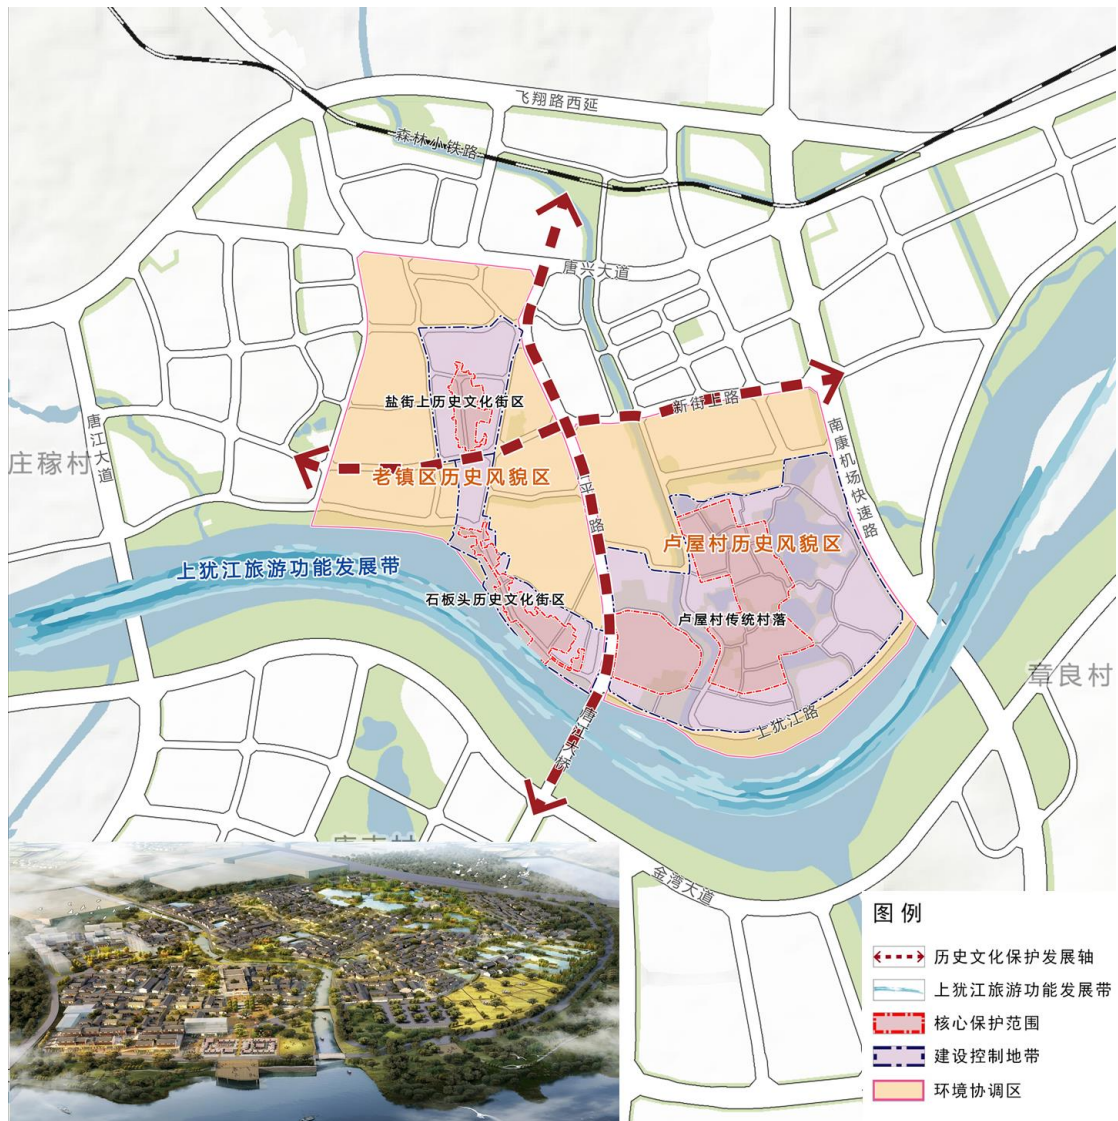 飞翔路西延
森林小铁路
唐兴大道
盐街上历史文化街区
新街上路
唐江大道
庄稼村
老镇区历史风貌区
平路
南康机场快速路
卢屋村历史风貌区
上犹江旅游功能发展带
石板头历史文化街区
卢屋村传统村落
章良村
上犹江路
唐江大桥
金湾大道
图例
历史文化保护发展轴
上犹江旅游功能发展带
核心保护范围
建设控制地带
环境协调区